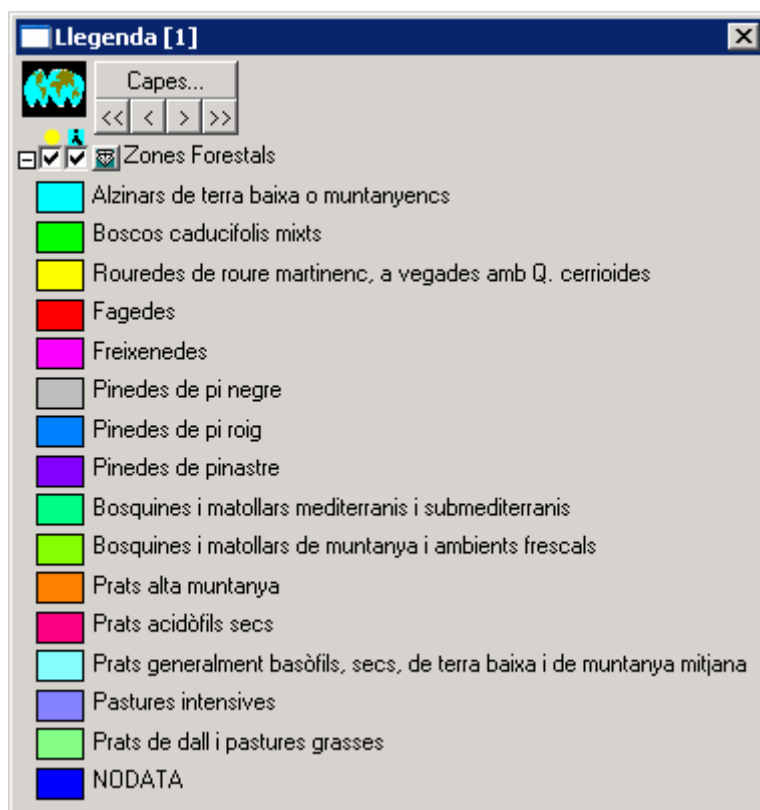 Llegenda [1]
Capes...
<< < > >>
Zones Forestals
Alzinars de terra baixa o muntanyencs
Boscos caducifolis mixts
Rouredes de roure martinenc, a vegades amb Q. cerrioides
Fagedes
Freixenedes
Pinedes de pi negre
Pinedes de pi roig
Pinedes de pinastre
Bosquines i matollars mediterranis i submediterranis
Bosquines i matollars de muntanya i ambients frescals
Prats alta muntanya
Prats acidòfils secs
Prats generalment basòfils, secs, de terra baixa i de muntanya mitjana
Pastures intensives
Prats de dall i pastures grasses
NODATA